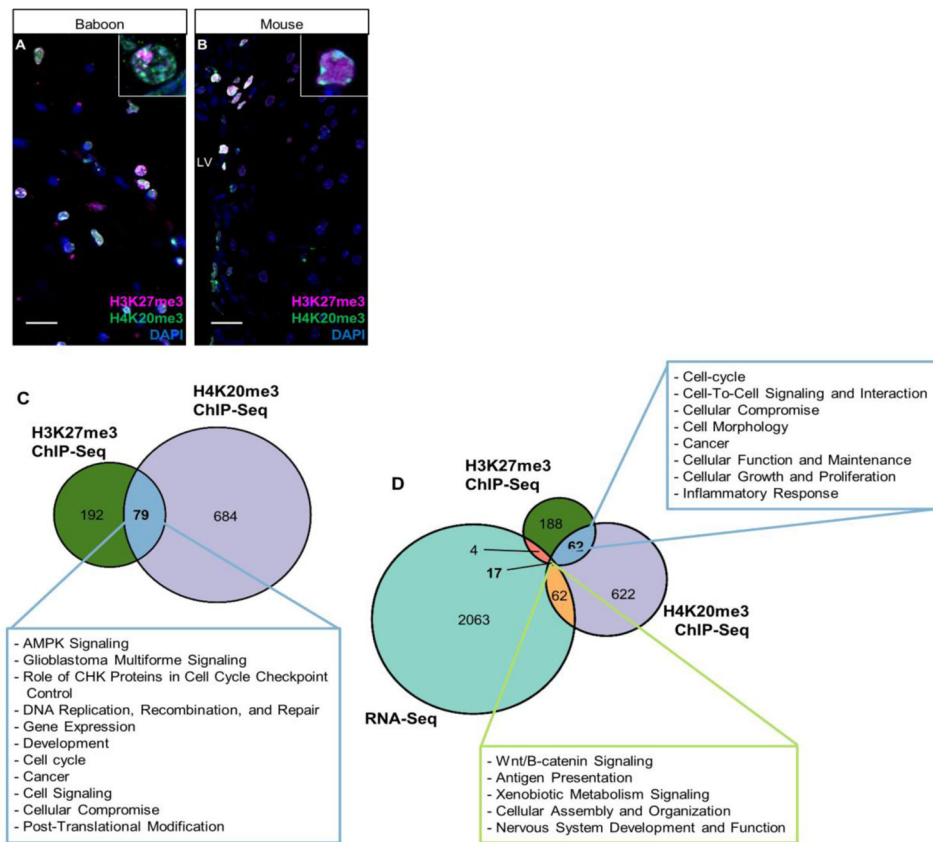 Baboon
Mouse
A
B
LV
H3K27me3
H4K20me3
DAPI
H3K27me3
H4K20me3
DAPI
C
H4K20me3
ChIP-Seq
H3K27me3
ChIP-Seq
192
79
684
- AMPK Signaling
- Glioblastoma Multiforme Signaling
- Role of CHK Proteins in Cell Cycle Checkpoint
Control
- DNA Replication, Recombination, and Repair
- Gene Expression
- Development
- Cell cycle
- Cancer
- Cell Signaling
- Cellular Compromise
- Post-Translational Modification
D
H3K27me3
ChIP-Seq
188
4
62
17
62
622
2063
H4K20me3
ChIP-Seq
RNA-Seq
- Cell-cycle
- Cell-To-Cell Signaling and Interaction
- Cellular Compromise
- Cell Morphology
- Cancer
- Cellular Function and Maintenance
- Cellular Growth and Proliferation
- Inflammatory Response
- Wnt/B-catenin Signaling
- Antigen Presentation
- Xenobiotic Metabolism Signaling
- Cellular Assembly and Organization
- Nervous System Development and Function